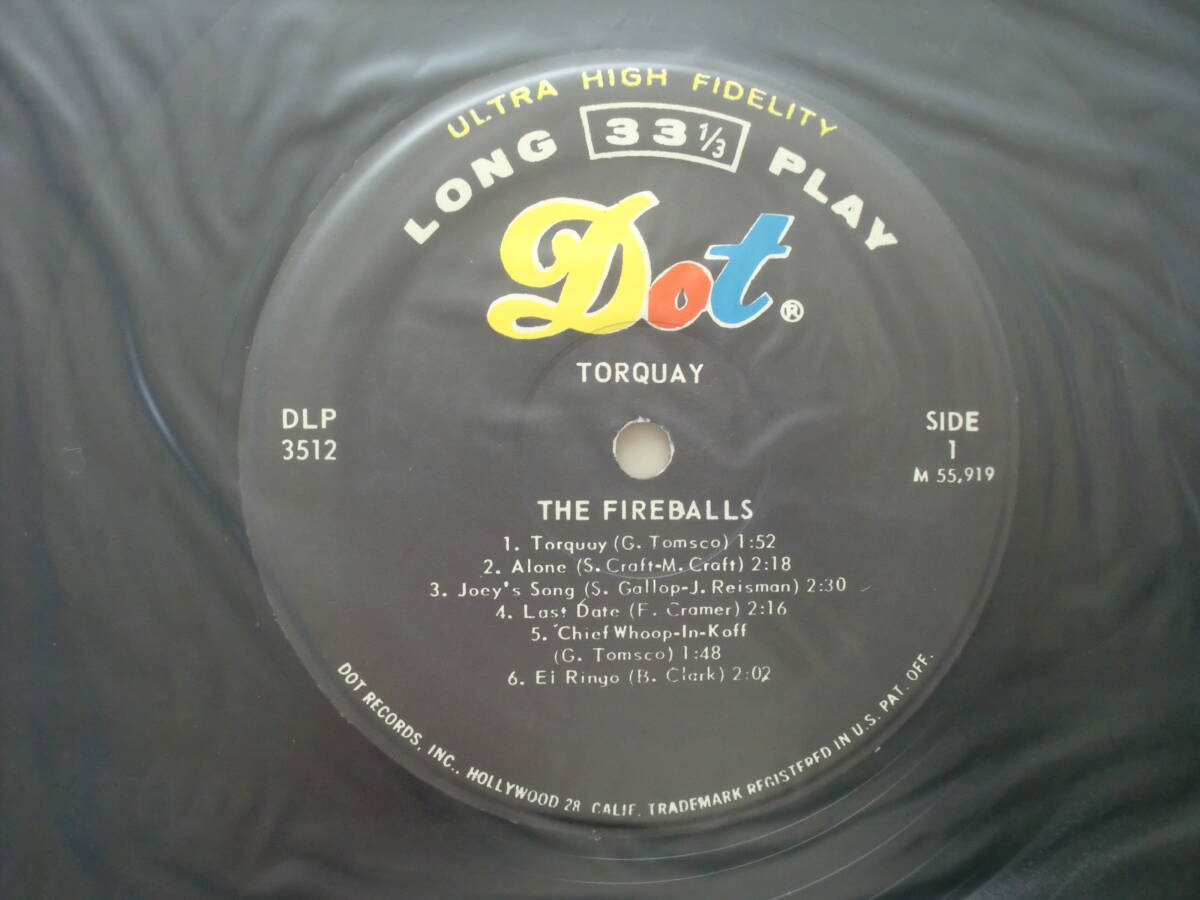 ULTRA HIGH FIDELITY
LONG 33 1/3 PLAY
Dot®
TORQUAY
DLP
3512
SIDE
1
M 55,919
THE FIREBALLS
1. Torquuy (G. Tomsco) 1:52
2. Alone (S. Craft-M. Craft) 2:18
3. Joey's Song (S. Gallop-J. Reisman) 2:30
4. Last Date (F. Cramer) 2:16
5. Chief Whoop-In-Koff
(G. Tomsco) 1:48
6. El Ringo (B. Clark) 2:02
DOT RECORDS, INC., HOLLYWOOD 28, CALIF. TRADEMARK REGISTERED IN U.S. PAT. OFF.